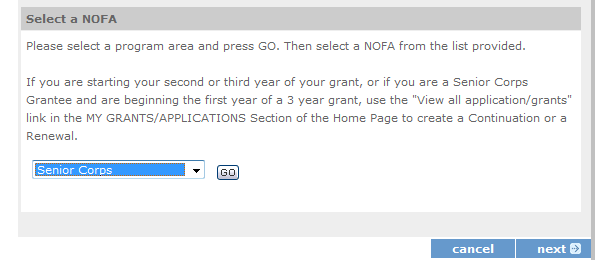 Select a NOFA
Please select a program area and press GO. Then select a NOFA from the list provided.
If you are starting your second or third year of your grant, or if you are a Senior Corps
Grantee and are beginning the first year of a 3 year grant, use the "View all application/grants"
link in the MY GRANTS/APPLICATIONS Section of the Home Page to create a Continuation or a
Renewal.
Senior Corps GO
cancel next